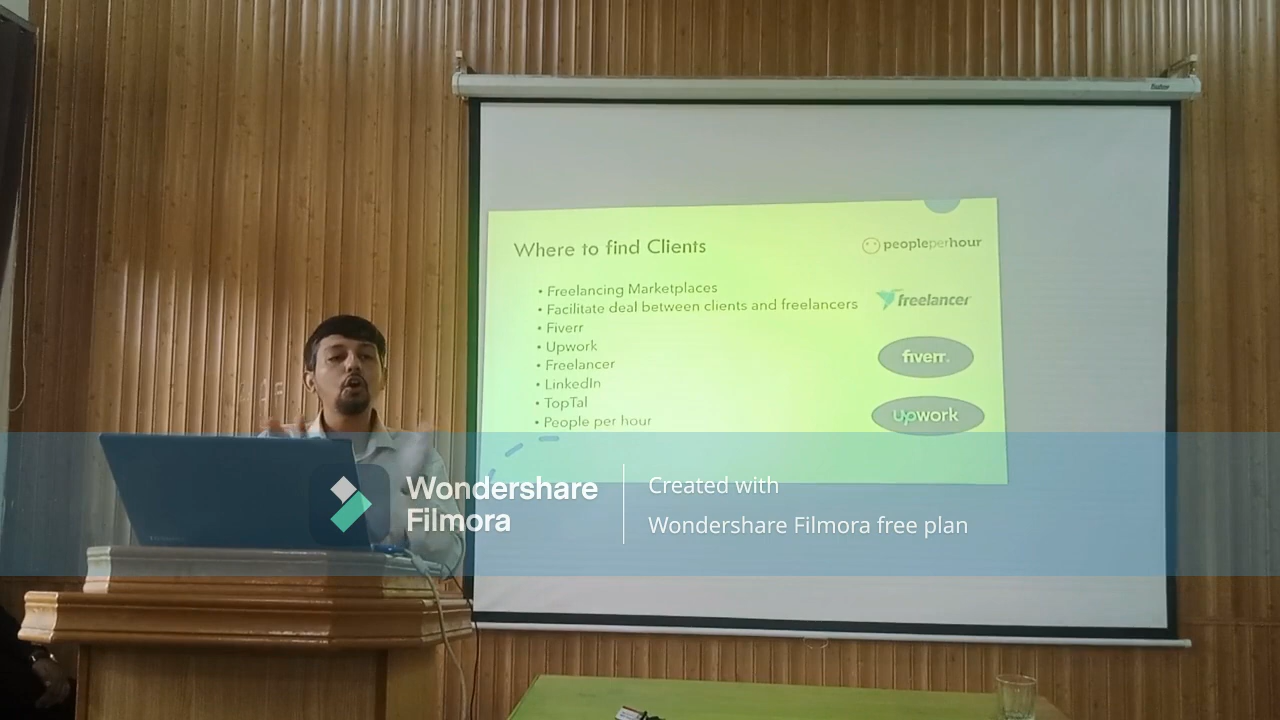 Where to find Clients
• Freelancing Marketplaces
• Facilitate deal between clients and freelancers
• Fiverr
• Upwork
• Freelancer
• LinkedIn
• TopTal
• People per hour
peopleperhour
freelancer
fiverr.
upwork
Wondershare
Filmora
Created with
Wondershare Filmora free plan